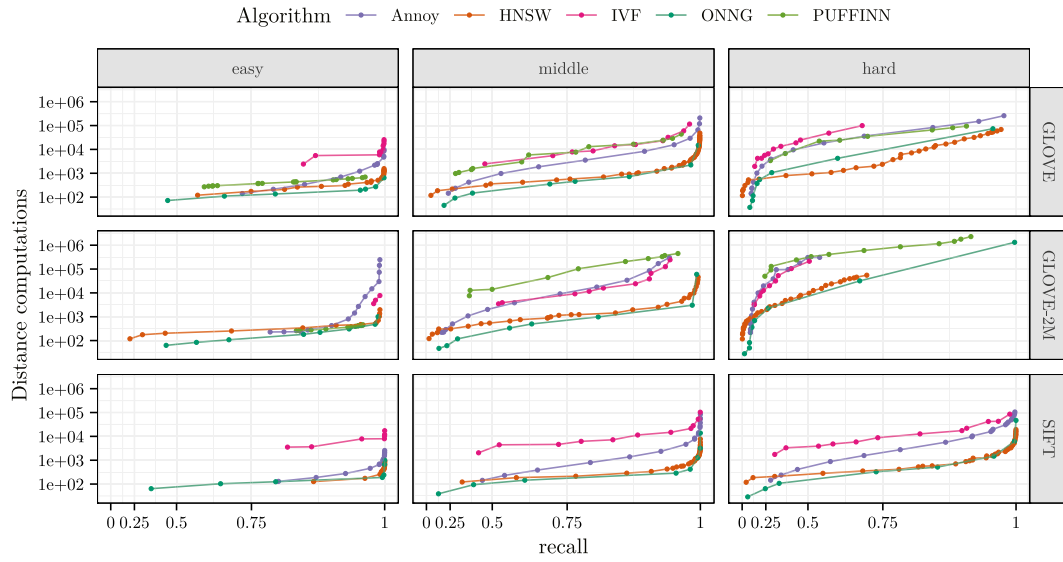 Algorithm Annoy HNSW IVF ONNG PUFFINN
easy middle hard
Distance computations
1e+06
1e+05
1e+04
1e+03
1e+02
GLOVE
1e+06
1e+05
1e+04
1e+03
1e+02
GLOVE-2M
1e+06
1e+05
1e+04
1e+03
1e+02
SIFT
0 0.25 0.5 0.75 1 0 0.25 0.5 0.75 1 0 0.25 0.5 0.75 1
recall